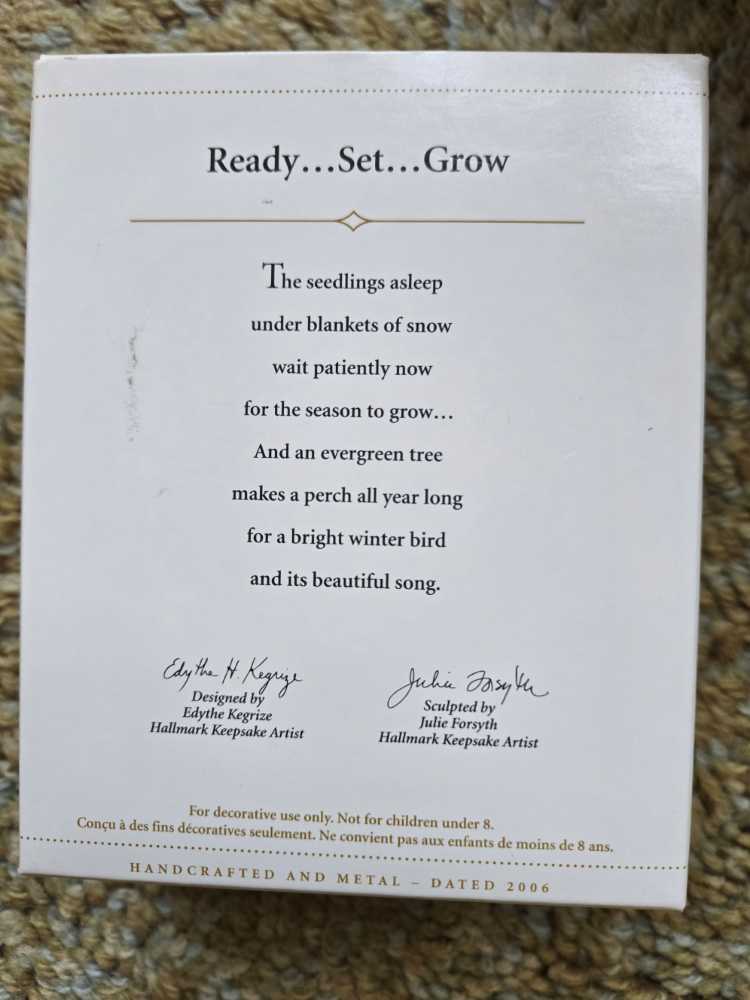 Ready…Set…Grow
The seedlings asleep
under blankets of snow
wait patiently now
for the season to grow…
And an evergreen tree
makes a perch all year long
for a bright winter bird
and its beautiful song.
Edythe H. Kegrize
Designed by
Edythe Kegrize
Hallmark Keepsake Artist
Julie Forsyth
Sculpted by
Julie Forsyth
Hallmark Keepsake Artist
For decorative use only. Not for children under 8.
Conçu à des fins décoratives seulement. Ne convient pas aux enfants de moins de 8 ans.
HANDCRAFTED AND METAL – DATED 2006